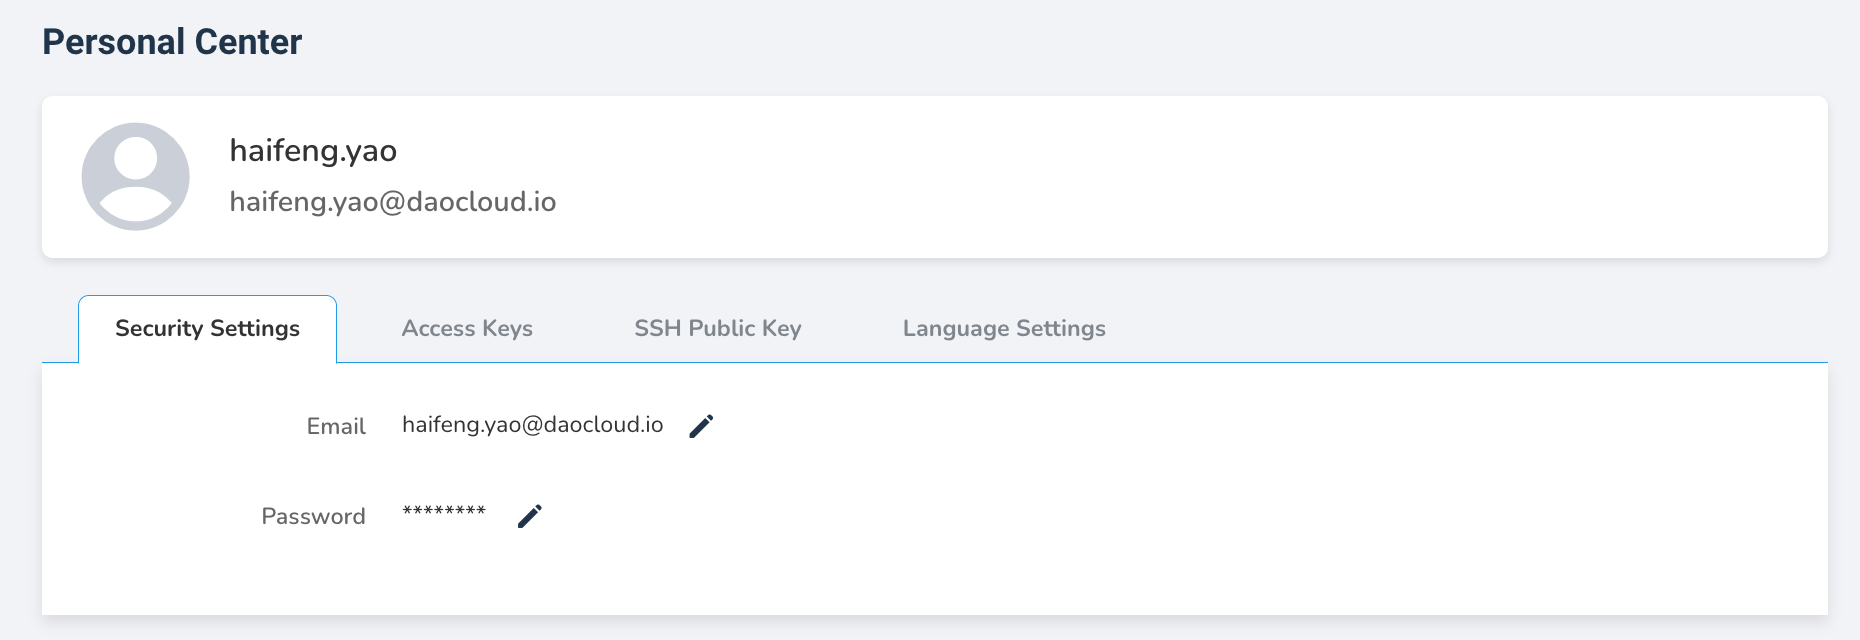 Personal Center
haifeng.yao
haifeng.yao@daocloud.io
Security Settings Access Keys SSH Public Key Language Settings
Email haifeng.yao@daocloud.io
Password ********